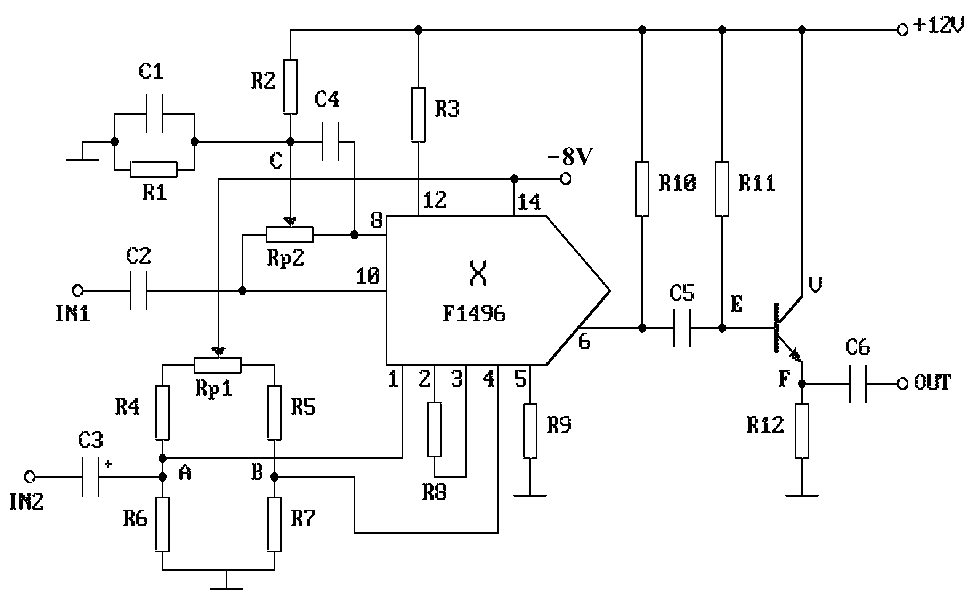 +12V
C1
R2
C4
R3
C
-8V
R1
12
14
R10
R11
8
C2
Rp2
10
X
F1496
IN1
C5
E
V
6
Rp1
1
2
3
4
5
C6
F
OUT
R4
R5
R9
R12
C3
+
A
B
R8
IN2
R6
R7